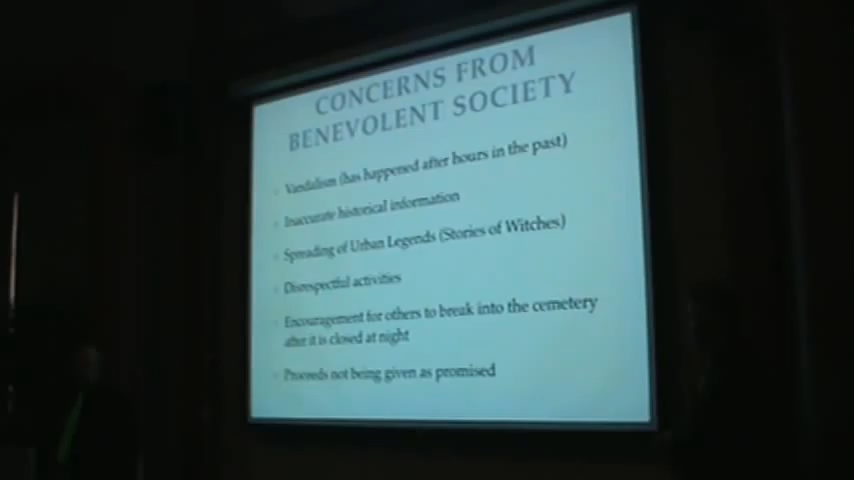 CONCERNS FROM
BENEVOLENT SOCIETY
Vandalism (has happened after hours in the past)
Inaccurate historical information
Spreading of Urban Legends (Stories of Witches)
Disrespectful activities
Encouragement for others to break into the cemetery
after it is closed at night
Proceeds not being given as promised